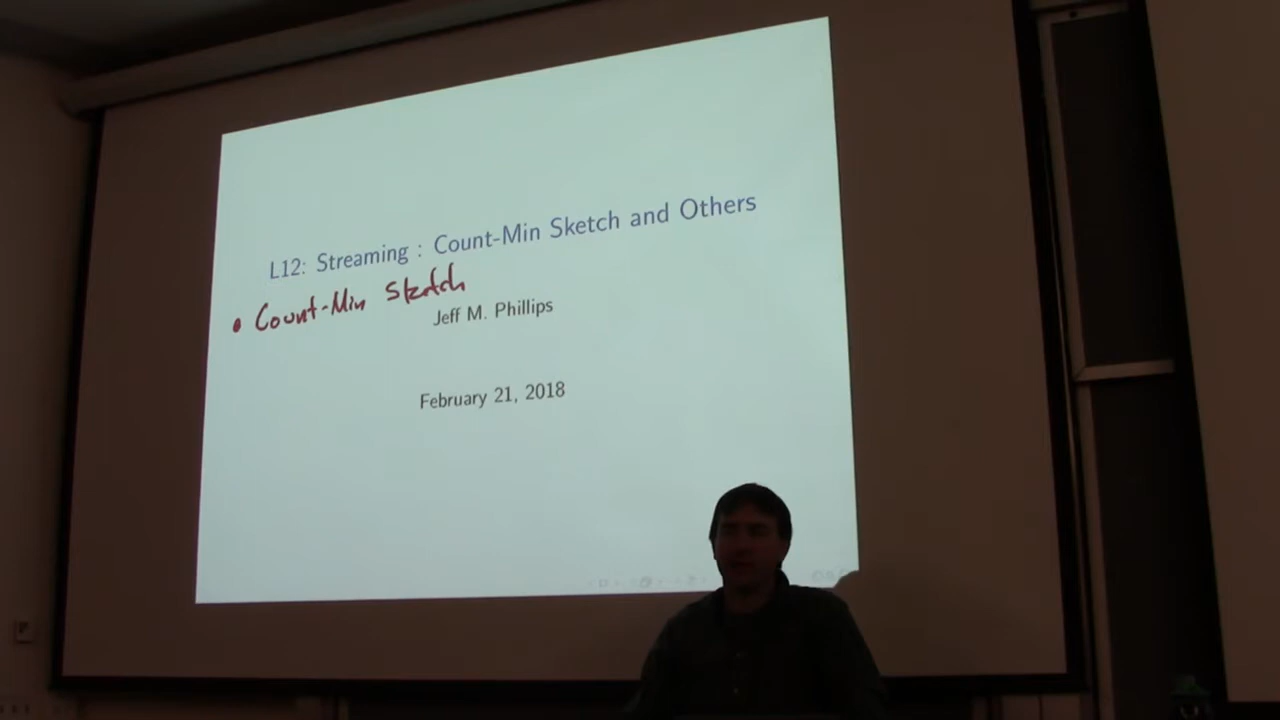 L12: Streaming : Count-Min Sketch and Others
• Count-Min Sketch
Jeff M. Phillips
February 21, 2018